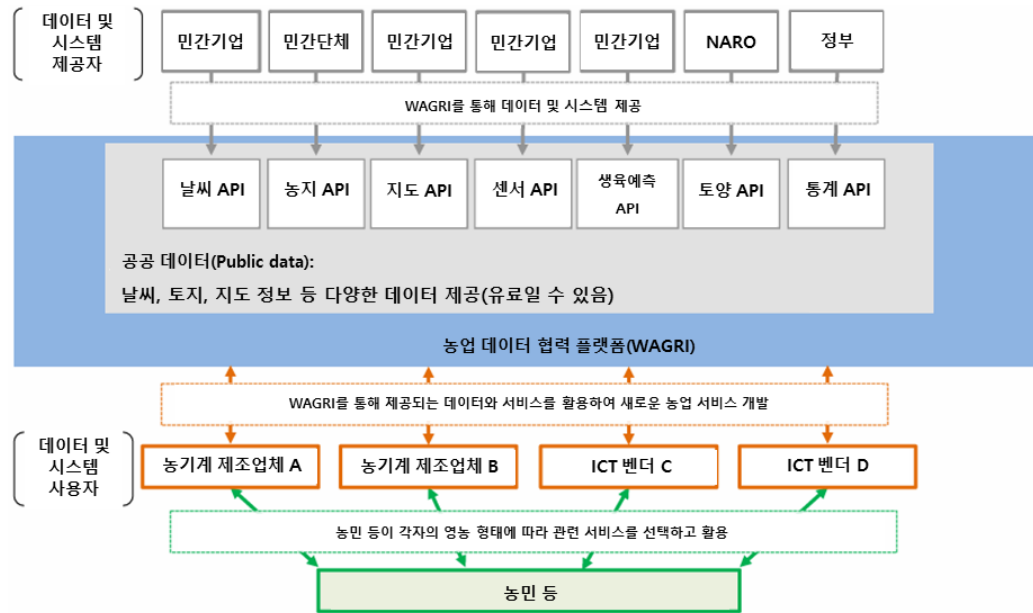 데이터 및
시스템
제공자
민간기업
민간단체
민간기업
민간기업
민간기업
NARO
정부
WAGRI를 통해 데이터 및 시스템 제공
날씨 API
농지 API
지도 API
센서 API
생육예측
API
토양 API
통계 API
공공 데이터(Public data):
날씨, 토지, 지도 정보 등 다양한 데이터 제공(유료일 수 있음)
농업 데이터 협력 플랫폼(WAGRI)
WAGRI를 통해 제공되는 데이터와 서비스를 활용하여 새로운 농업 서비스 개발
데이터 및
시스템
사용자
농기계 제조업체 A
농기계 제조업체 B
ICT 벤더 C
ICT 벤더 D
농민 등이 각자의 영농 형태에 따라 관련 서비스를 선택하고 활용
농민 등